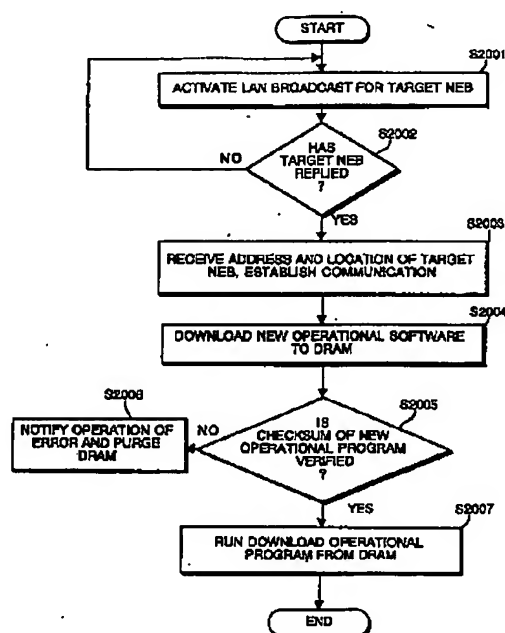 START
S2001
ACTIVATE LAN BROADCAST FOR TARGET NEB
S2002
HAS
TARGET NEB
REPLIED
?
NO
YES
S2003
RECEIVE ADDRESS AND LOCATION OF TARGET
NEB, ESTABLISH COMMUNICATION
S2004
DOWNLOAD NEW OPERATIONAL SOFTWARE
TO DRAM
S2006
NOTIFY OPERATION OF
ERROR AND PURGE
DRAM
NO
S2005
IS
CHECKSUM OF NEW
OPERATIONAL PROGRAM
VERIFIED
?
YES
S2007
RUN DOWNLOAD OPERATIONAL
PROGRAM FROM DRAM
END